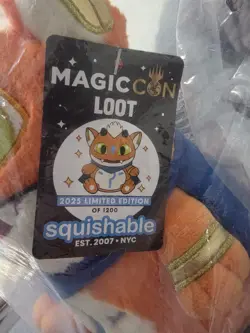 MAGICCON
LOOT
2025 LIMITED EDITION
OF 1200
squishable
EST. 2007 • NYC